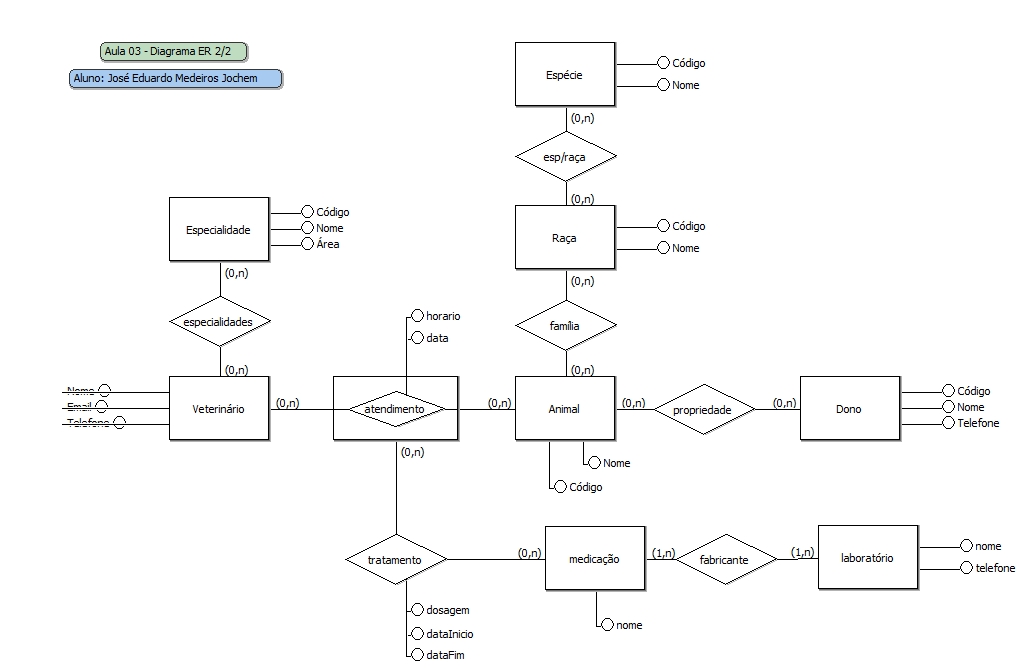 Aula 03 - Diagrama ER 2/2
Aluno: José Eduardo Medeiros Jochem
Espécie
Código
Nome
(0,n)
esp/raça
(0,n)
Raça
Código
Nome
(0,n)
família
(0,n)
Especialidade
Código
Nome
Área
(0,n)
especialidades
(0,n)
horario
data
Nome
Email
Telefone
Veterinário
(0,n)
atendimento
(0,n)
Animal
(0,n)
propriedade
(0,n)
Dono
Código
Nome
Telefone
(0,n)
Nome
Código
tratamento
(0,n)
medicação
(1,n)
fabricante
(1,n)
laboratório
nome
telefone
dosagem
dataInicio
dataFim
nome